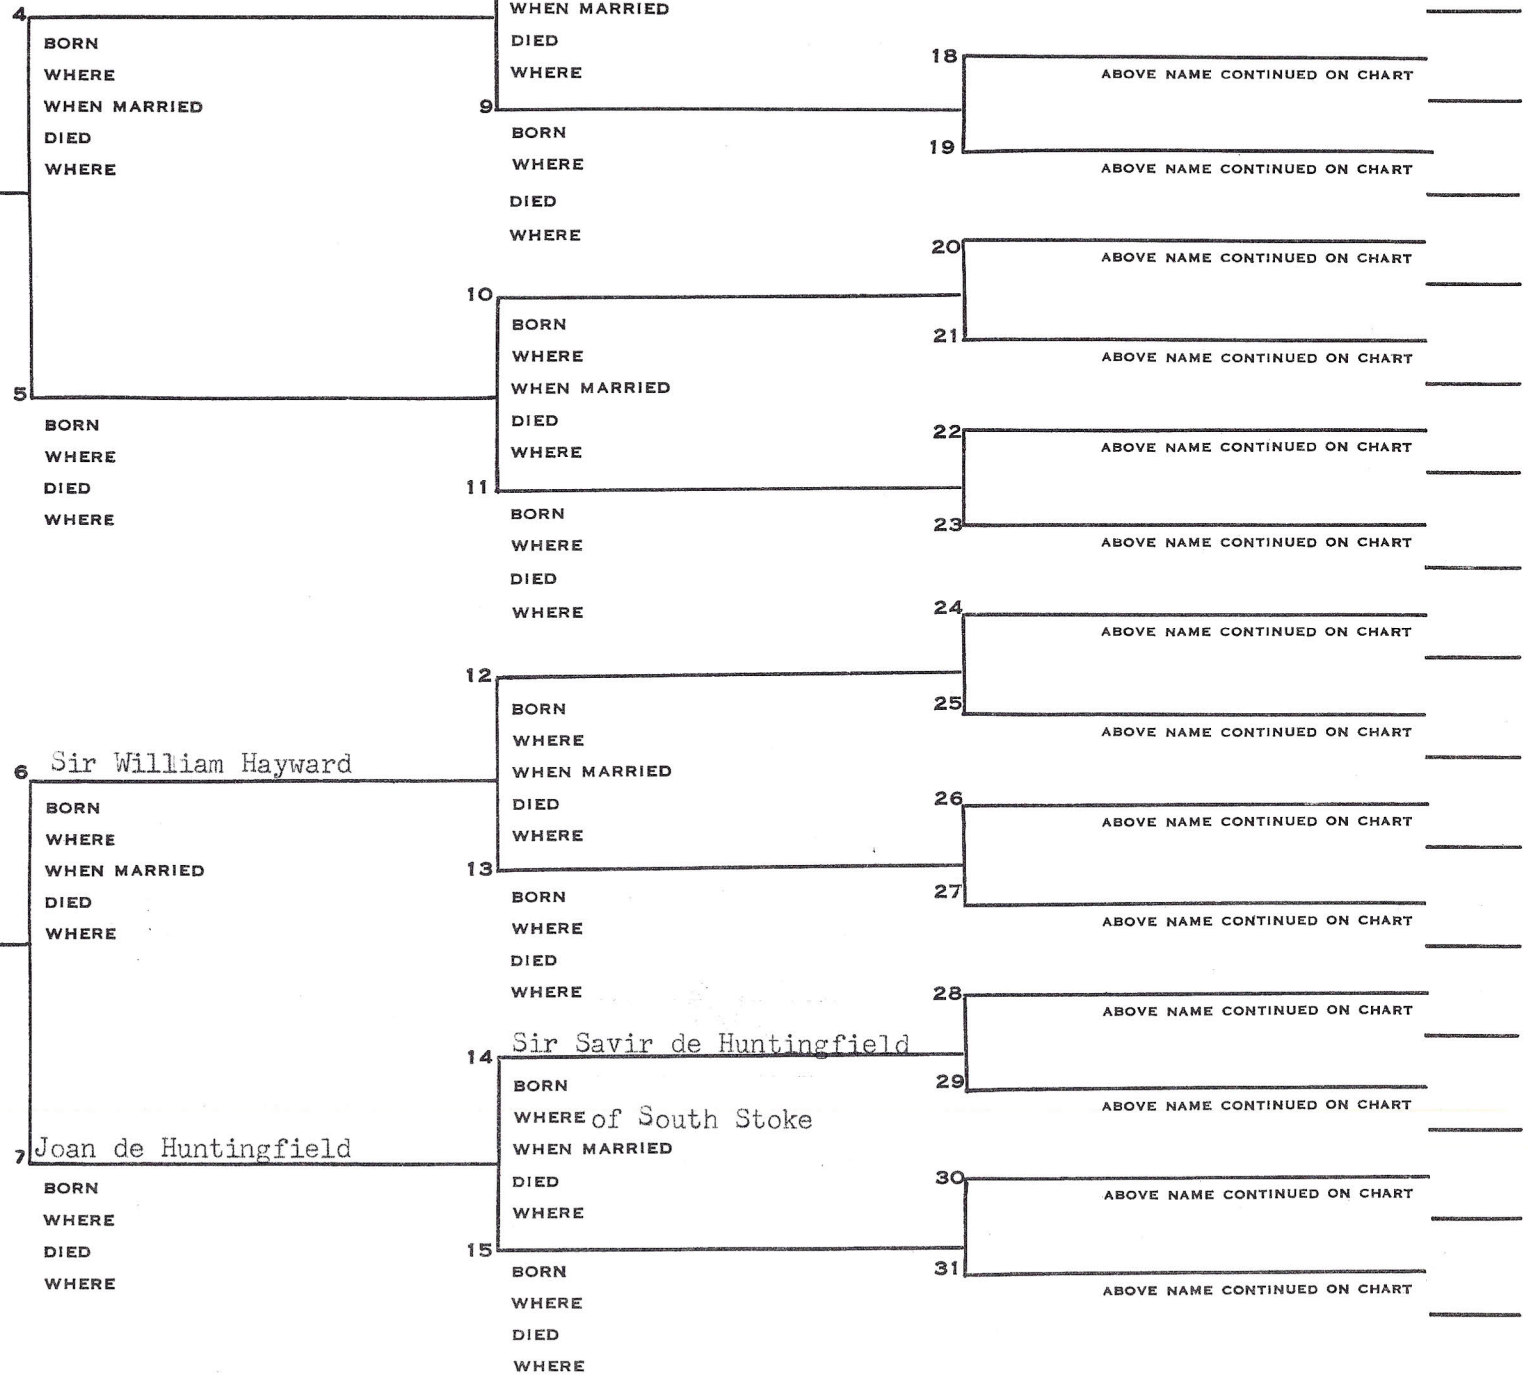 4
BORN
WHERE
WHEN MARRIED
DIED
WHERE
5
BORN
WHERE
DIED
WHERE
6 Sir William Hayward
BORN
WHERE
WHEN MARRIED
DIED
WHERE
7 Joan de Huntingfield
BORN
WHERE
DIED
WHERE
WHEN MARRIED
DIED
WHERE
9
BORN
WHERE
DIED
WHERE
10
BORN
WHERE
WHEN MARRIED
DIED
WHERE
11
BORN
WHERE
DIED
WHERE
12
BORN
WHERE
WHEN MARRIED
DIED
WHERE
13
BORN
WHERE
DIED
WHERE
14 Sir Savir de Huntingfield
BORN
WHERE of South Stoke
WHEN MARRIED
DIED
WHERE
15
BORN
WHERE
DIED
WHERE
18
ABOVE NAME CONTINUED ON CHART
19
ABOVE NAME CONTINUED ON CHART
20
ABOVE NAME CONTINUED ON CHART
21
ABOVE NAME CONTINUED ON CHART
22
ABOVE NAME CONTINUED ON CHART
23
ABOVE NAME CONTINUED ON CHART
24
ABOVE NAME CONTINUED ON CHART
25
ABOVE NAME CONTINUED ON CHART
26
ABOVE NAME CONTINUED ON CHART
27
ABOVE NAME CONTINUED ON CHART
28
ABOVE NAME CONTINUED ON CHART
29
ABOVE NAME CONTINUED ON CHART
30
ABOVE NAME CONTINUED ON CHART
31
ABOVE NAME CONTINUED ON CHART